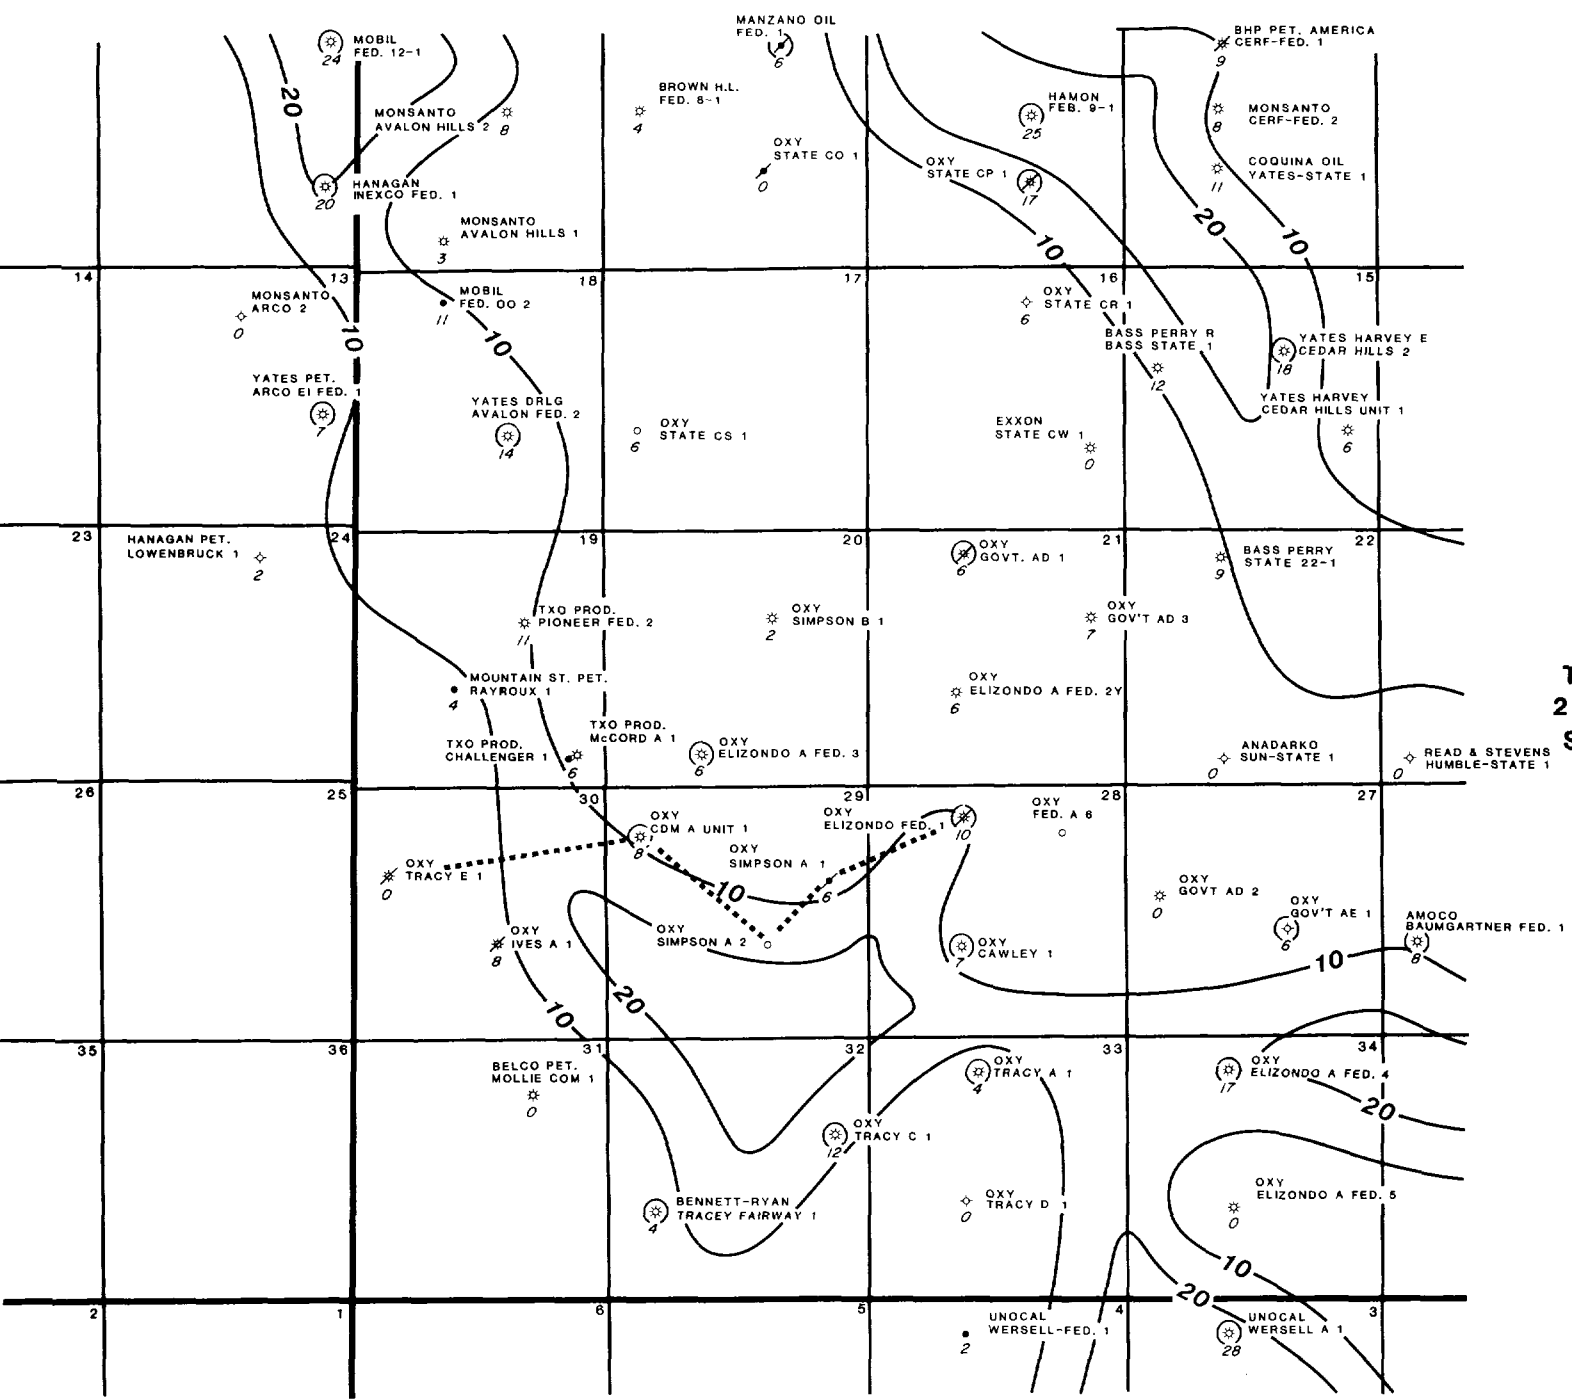 MANZANO OIL
FED. 1
6
BHP PET. AMERICA
CERF-FED. 1
9
MOBIL
FED. 12-1
24
20
MONSANTO
AVALON HILLS 2
8
BROWN H.L.
FED. 8-1
4
HAMON
FEB. 9-1
25
MONSANTO
CERF-FED. 2
8
OXY
STATE CO 1
0
OXY
STATE CP 1
17
COQUINA OIL
YATES-STATE 1
11
HANAGAN
INEXCO FED. 1
20
MONSANTO
AVALON HILLS 1
3
10
20
10
14
13
18
17
16
15
MONSANTO
ARCO 2
0
MOBIL
FED. OO 2
11
10
10
OXY
STATE CR 1
6
BASS PERRY R
BASS STATE 1
12
YATES HARVEY E
CEDAR HILLS 2
18
YATES PET.
ARCO EI FED. 1
7
YATES DRLG
AVALON FED. 2
14
OXY
STATE CS 1
6
EXXON
STATE CW 1
0
YATES HARVEY
CEDAR HILLS UNIT 1
6
23
24
19
20
21
22
HANAGAN PET.
LOWENBRUCK 1
2
OXY
GOVT. AD 1
6
BASS PERRY
STATE 22-1
9
TXO PROD.
PIONEER FED. 2
11
OXY
SIMPSON B 1
2
OXY
GOV'T AD 3
7
MOUNTAIN ST. PET.
RAYROUX 1
4
OXY
ELIZONDO A FED. 2Y
6
T
2
S
TXO PROD.
McCORD A 1
TXO PROD.
CHALLENGER 1
6
OXY
ELIZONDO A FED. 3
6
ANADARKO
SUN-STATE 1
0
READ & STEVENS
HUMBLE-STATE 1
0
26
25
30
29
28
27
OXY
CDM A UNIT 1
8
OXY
ELIZONDO FED. 1
10
OXY
FED. A 6
OXY
TRACY E 1
0
OXY
SIMPSON A 1
6
10
OXY
GOVT AD 2
0
OXY
GOV'T AE 1
6
AMOCO
BAUMGARTNER FED. 1
8
OXY
IVES A 1
8
OXY
SIMPSON A 2
OXY
CAWLEY 1
7
10
20
10
35
36
31
32
33
34
BELCO PET.
MOLLIE COM 1
0
OXY
TRACY A 1
4
OXY
ELIZONDO A FED. 4
17
20
OXY
TRACY C 1
12
BENNETT-RYAN
TRACEY FAIRWAY 1
4
OXY
TRACY D 1
0
OXY
ELIZONDO A FED. 5
0
10
20
2
1
6
5
4
3
UNOCAL
WERSELL-FED. 1
2
UNOCAL
WERSELL A 1
28